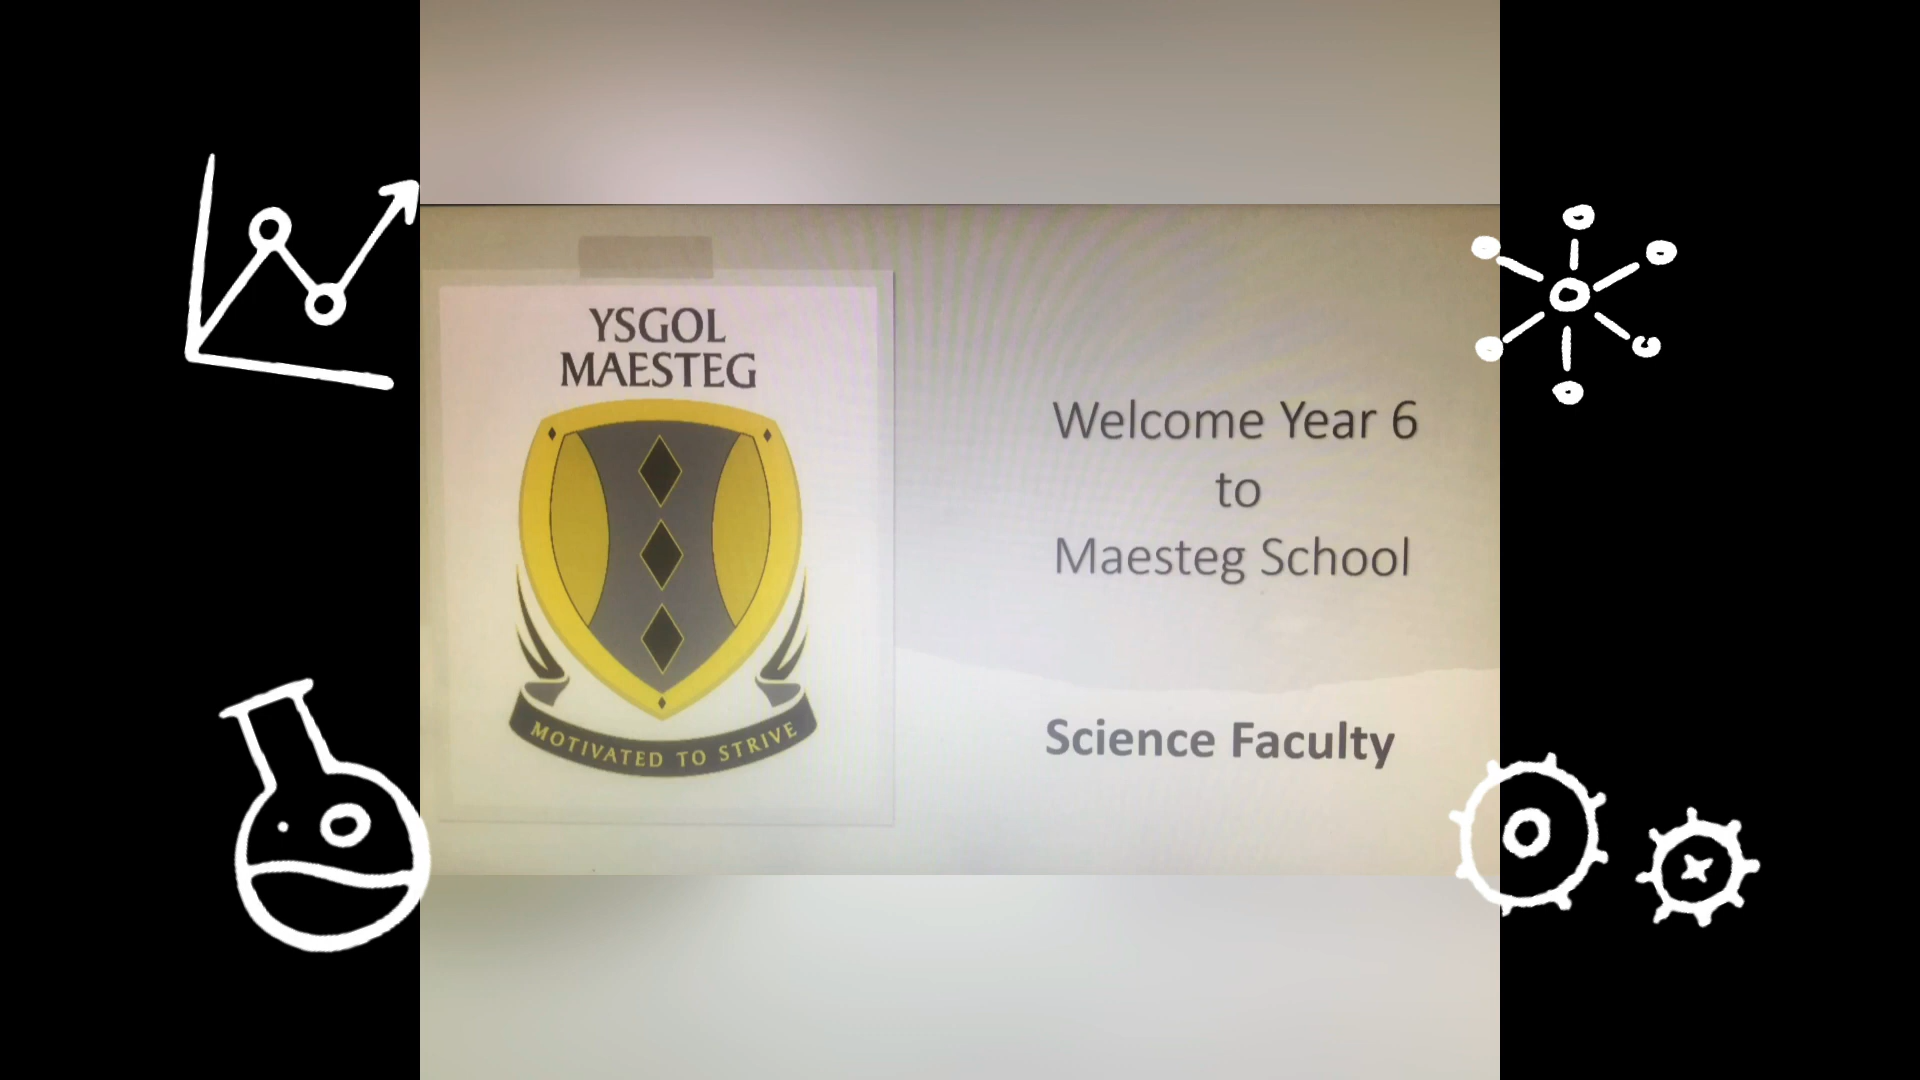 YSGOL
MAESTEG
MOTIVATED TO STRIVE
Welcome Year 6
to
Maesteg School
Science Faculty